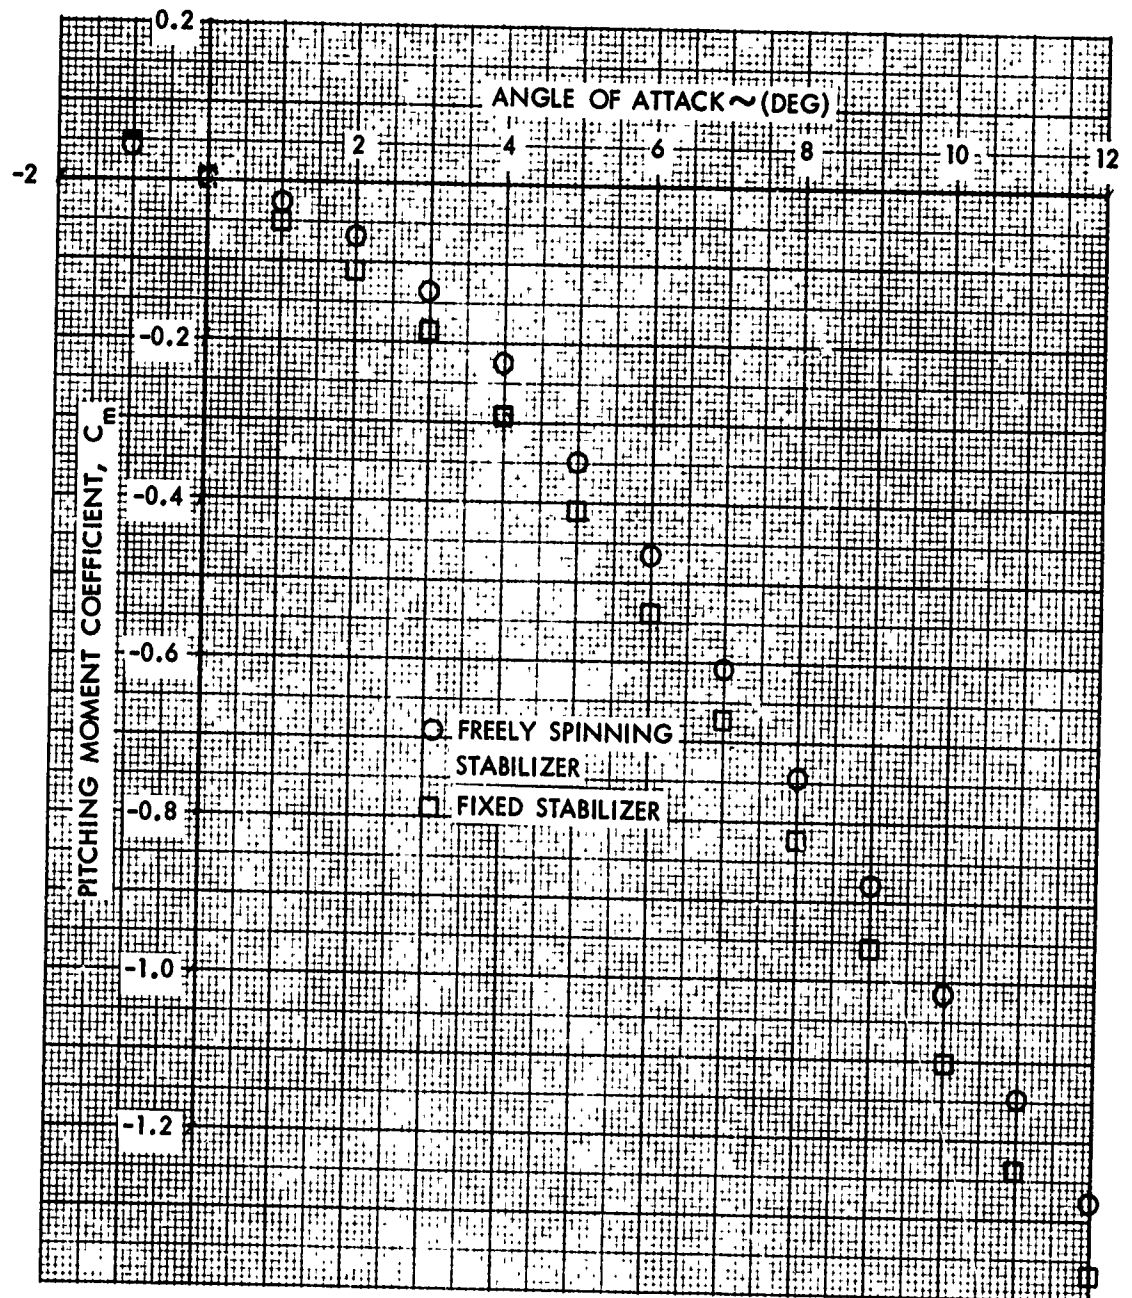 0.2
ANGLE OF ATTACK ~ (DEG)
-2
2
4
6
8
10
12
-0.2
-0.4
-0.6
-0.8
-1.0
-1.2
PITCHING MOMENT COEFFICIENT, Cm
FREELY SPINNING
STABILIZER
FIXED STABILIZER